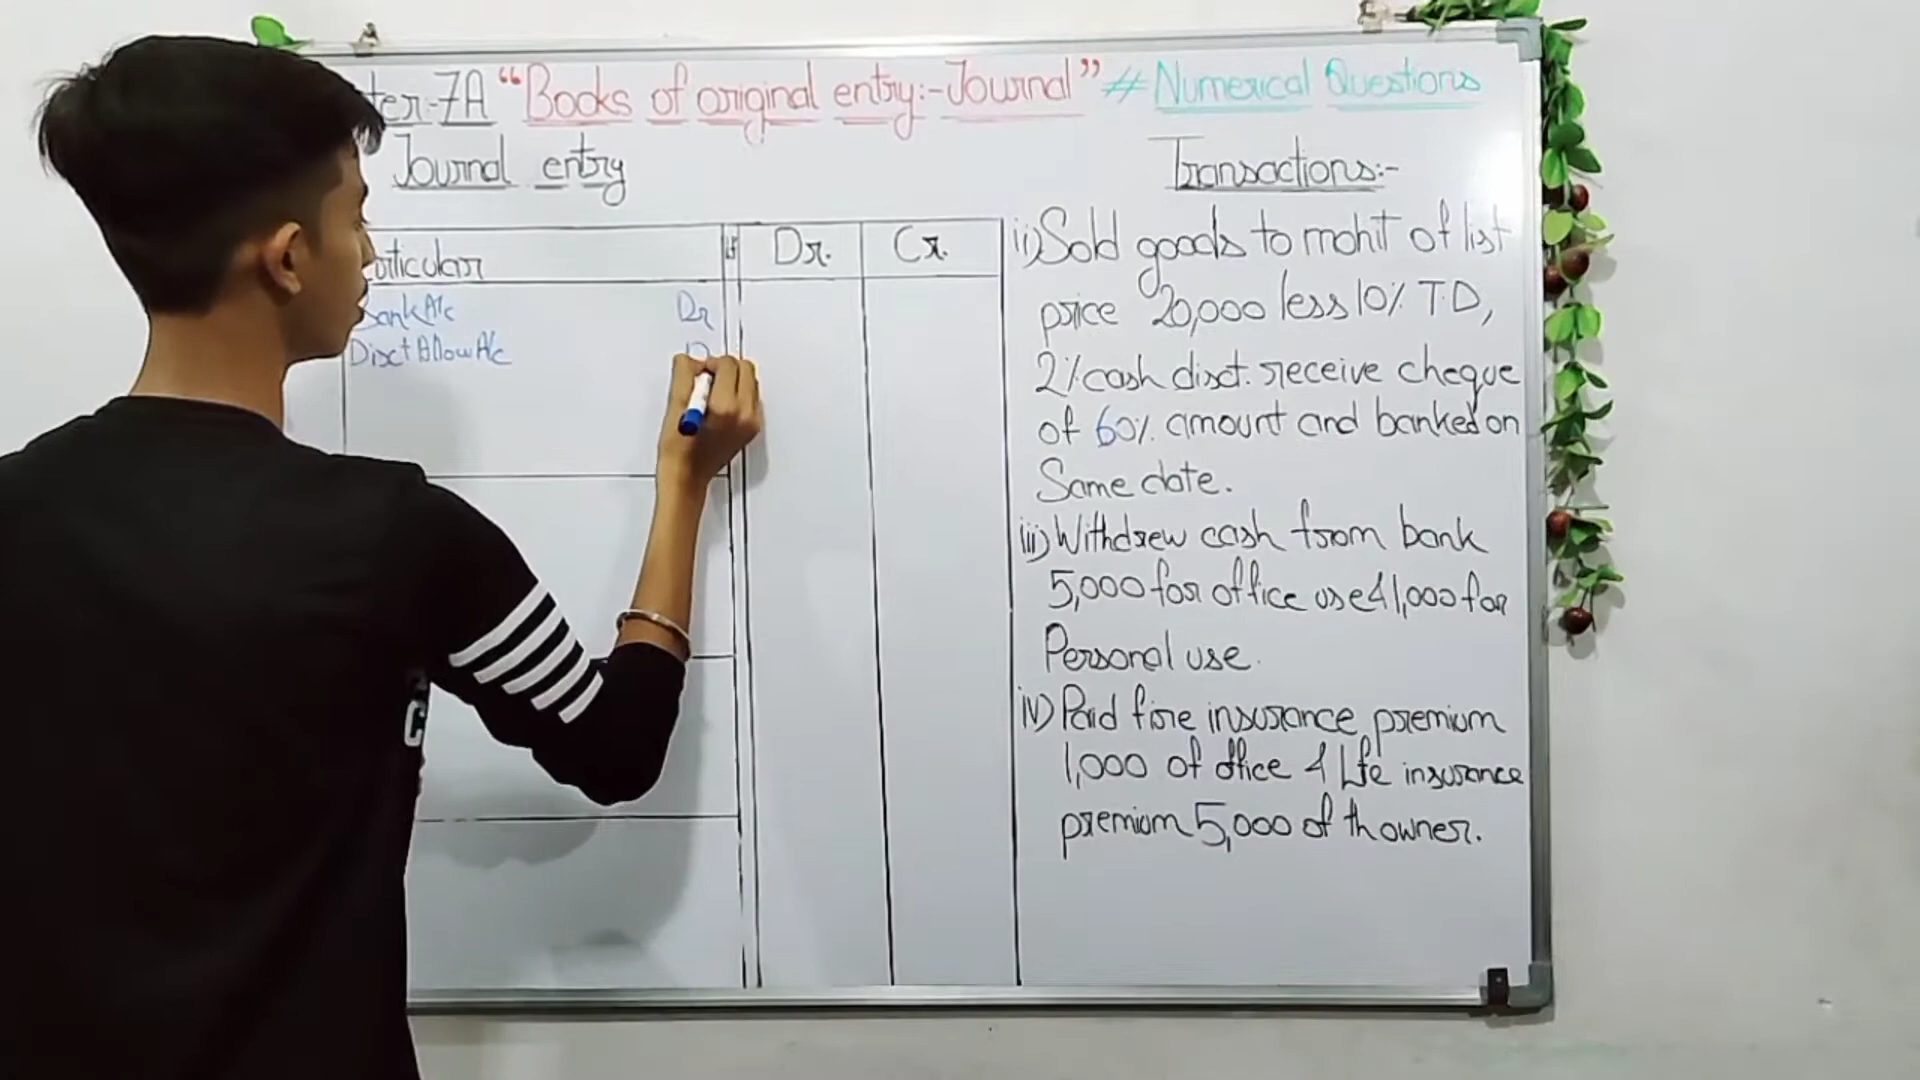 ter:-7A “Books of original entry:-Journal” # Numerical Questions
Journal entry
Transactions:-
Dr. Cr.
Dr
Disct Allow A/c
ii) Sold goods to mohit of list
price 20,000 less 10% T.D,
2% cash disct. receive cheque
of 60% amount and banked on
Same date.
iii) Withdrew cash from bank
5,000 for office use & 1,000 for
Personal use.
iv) Paid fire insurance premium
1,000 of office & Life insurance
premium 5,000 of th owner.